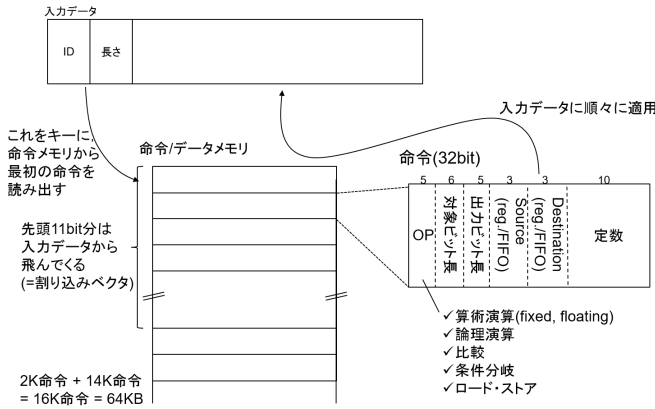 入力データ
ID
長さ
入力データに順々に適用
これをキーに,
命令メモリから
最初の命令を
読み出す
命令/データメモリ
命令(32bit)
5 6 5 3 3 10
OP
対象ビット長
出力ビット長
Source
(reg./FIFO)
Destination
(reg./FIFO)
定数
先頭11bit分は
入力データから
飛んでくる
(=割り込みベクタ)
✓算術演算(fixed, floating)
✓論理演算
✓比較
✓条件分岐
✓ロード・ストア
2K命令 + 14K命令
= 16K命令 = 64KB